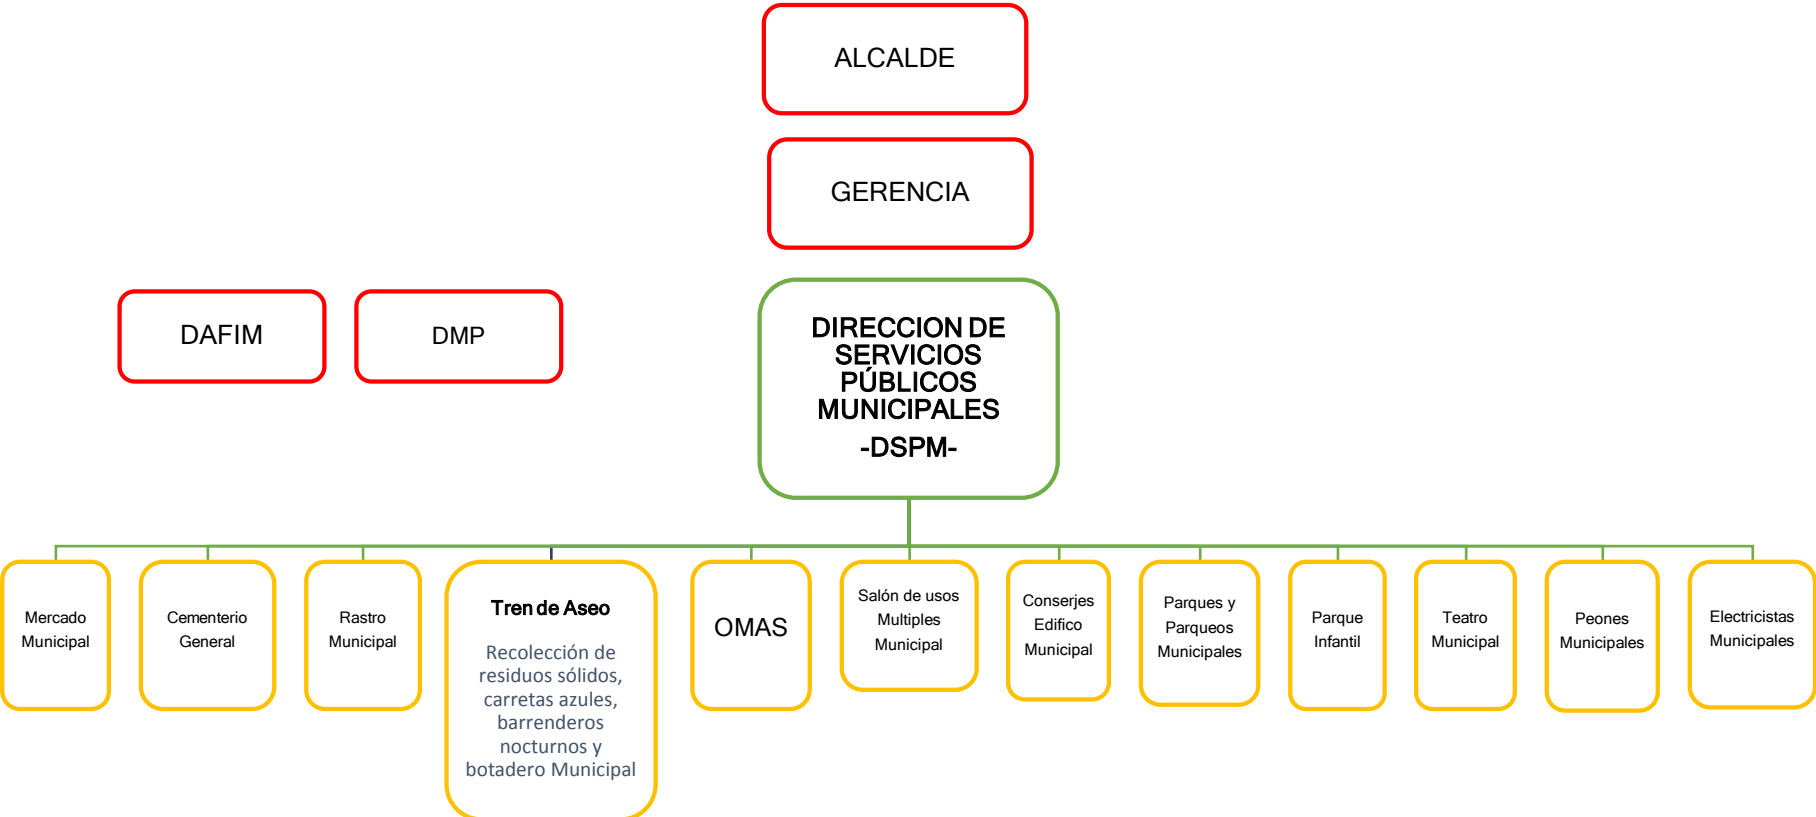 ALCALDE
GERENCIA
DAFIM
DMP
DIRECCION DE
SERVICIOS
PÚBLICOS
MUNICIPALES
-DSPM-
Mercado
Municipal
Cementerio
General
Rastro
Municipal
Tren de Aseo
Recolección de
residuos sólidos,
carretas azules,
barrenderos
nocturnos y
botadero Municipal
OMAS
Salón de usos
Multiples
Municipal
Conserjes
Edifico
Municipal
Parques y
Parqueos
Municipales
Parque
Infantil
Teatro
Municipal
Peones
Municipales
Electricistas
Municipales